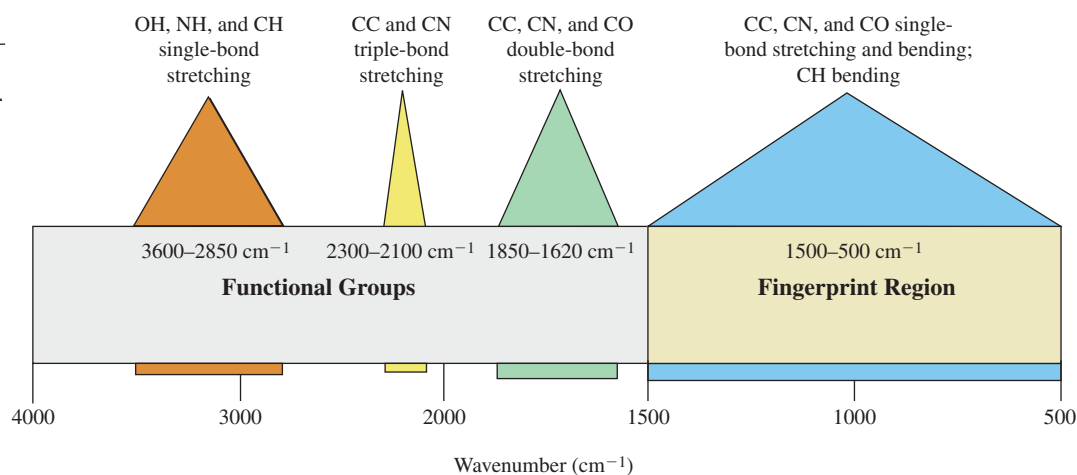 OH, NH, and CH
single-bond
stretching
CC and CN
triple-bond
stretching
CC, CN, and CO
double-bond
stretching
CC, CN, and CO single-
bond stretching and bending;
CH bending
3600–2850 cm⁻¹
2300–2100 cm⁻¹
1850–1620 cm⁻¹
1500–500 cm⁻¹
Functional Groups
Fingerprint Region
4000
3000
2000
1500
1000
500
Wavenumber (cm⁻¹)